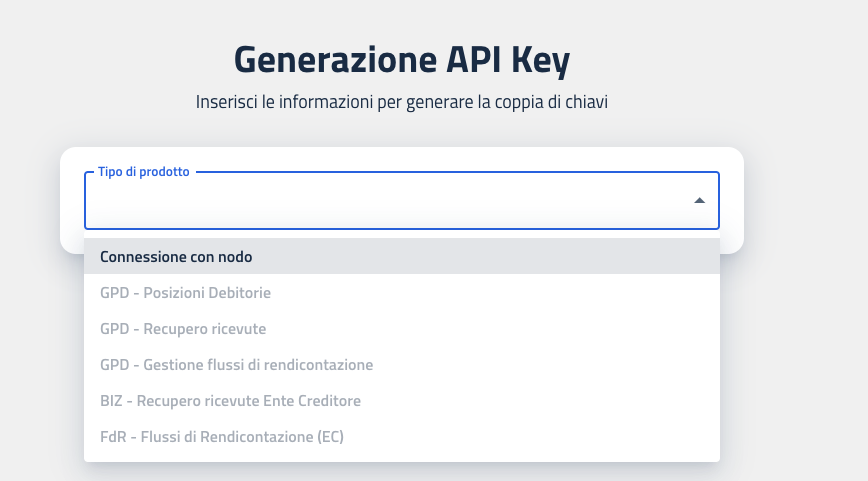 Generazione API Key
Inserisci le informazioni per generare la coppia di chiavi
Tipo di prodotto
Connessione con nodo
GPD - Posizioni Debitorie
GPD - Recupero ricevute
GPD - Gestione flussi di rendicontazione
BIZ - Recupero ricevute Ente Creditore
FdR - Flussi di Rendicontazione (EC)